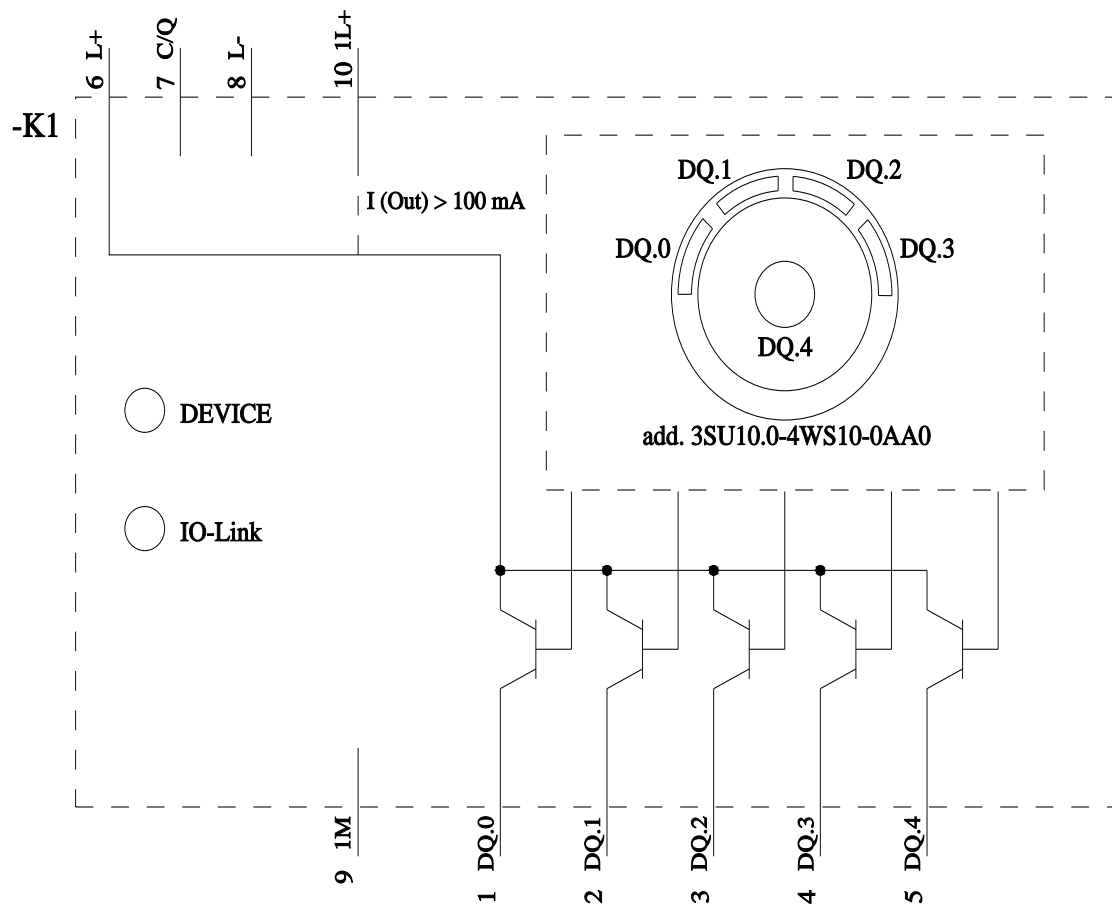 6 L+
7 C/Q
8 L-
10 1L+
-K1
I (Out) > 100 mA
DQ.1
DQ.2
DQ.0
DQ.3
DQ.4
add. 3SU10.0-4WS10-0AA0
DEVICE
IO-Link
9 1M
1 DQ.0
2 DQ.1
3 DQ.2
4 DQ.3
5 DQ.4